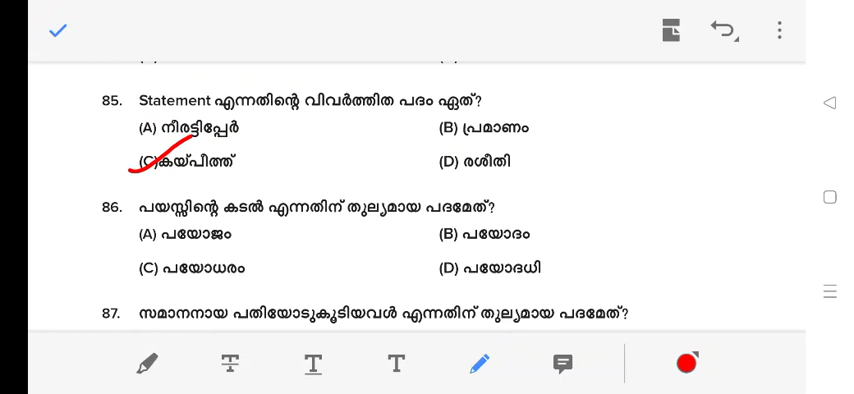 85. Statement എന്നതിന്റെ വിവർത്തിത പദം ഏത്?
(A) നീരട്ടിപ്പേർ (B) പ്രമാണം
(C) കയ്പീത്ത് (D) രശീതി
86. പയസ്സിന്റെ കടൽ എന്നതിന് തുല്യമായ പദമേത്?
(A) പയോജം (B) പയോദം
(C) പയോധരം (D) പയോദധി
87. സമാനനായ പതിയോടുകൂടിയവൾ എന്നതിന് തുല്യമായ പദമേത്?